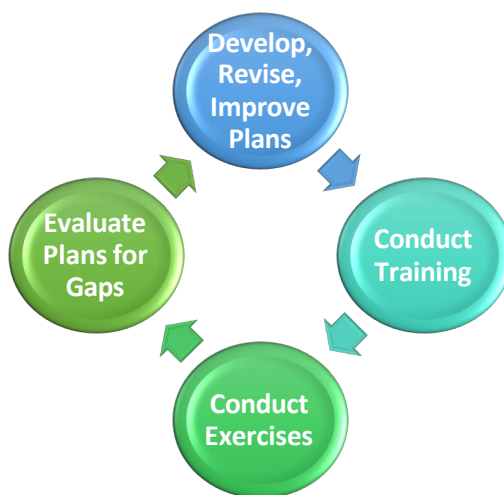 Develop,
Revise,
Improve
Plans
Conduct
Training
Conduct
Exercises
Evaluate
Plans for
Gaps